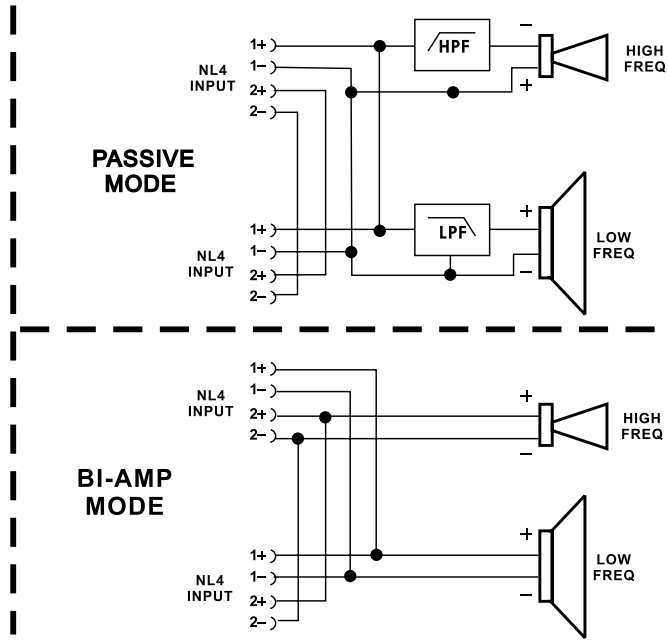 1+
HPF
−
HIGH
FREQ
1−
NL4
INPUT
2+
+
2−
PASSIVE
MODE
1+
LPF
+
LOW
FREQ
1−
NL4
INPUT
2+
−
2−
1+
1−
NL4
INPUT
+
2+
HIGH
FREQ
2−
−
BI-AMP
MODE
+
1+
LOW
FREQ
1−
NL4
INPUT
−
2+
2−